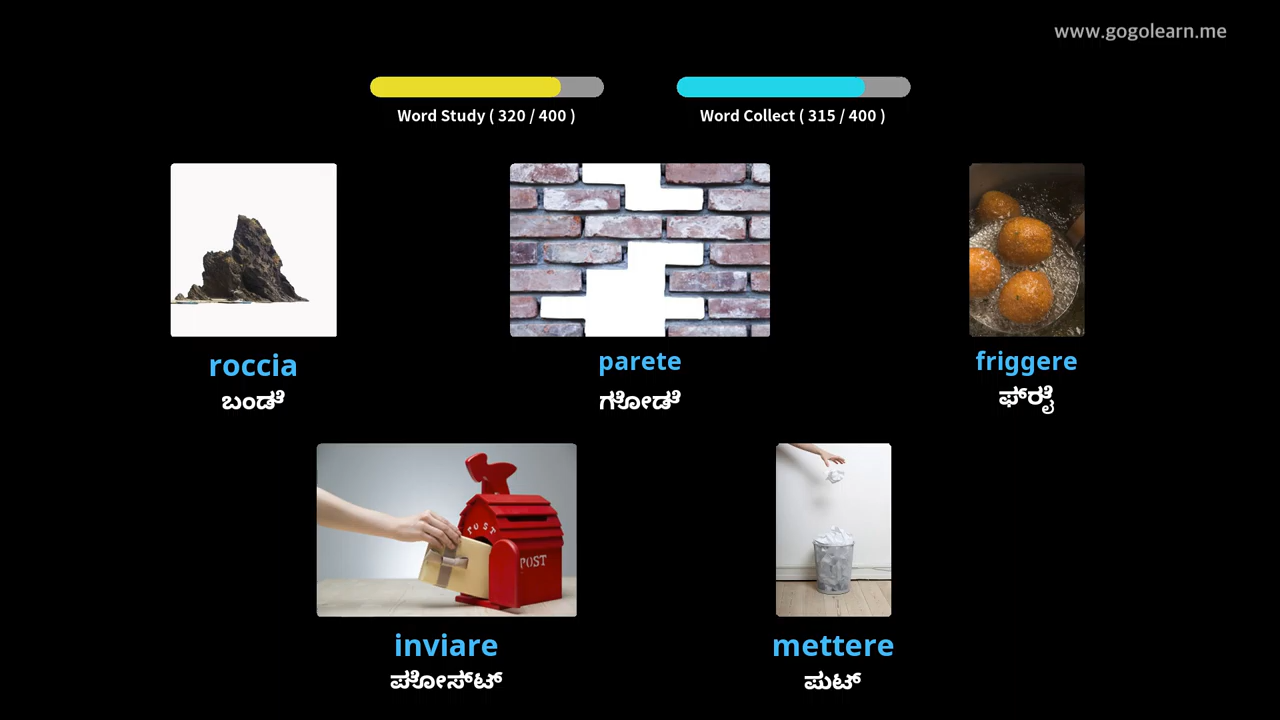 www.gogolearn.me
Word Study ( 320 / 400 )
Word Collect ( 315 / 400 )
roccia
ಬಂಡೆ
parete
ಗೋಡೆ
friggere
ಫ್ರೈ
POST
POST
inviare
ಪೋಸ್ಟ್
mettere
ಪುಟ್